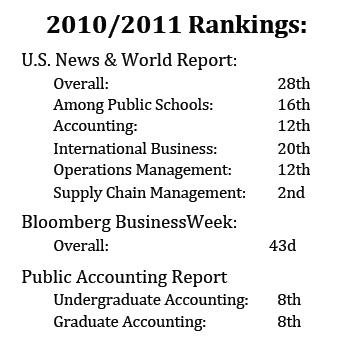 2010/2011 Rankings:
U.S. News & World Report:
Overall: 28th
Among Public Schools: 16th
Accounting: 12th
International Business: 20th
Operations Management: 12th
Supply Chain Management: 2nd
Bloomberg BusinessWeek:
Overall: 43d
Public Accounting Report
Undergraduate Accounting: 8th
Graduate Accounting: 8th